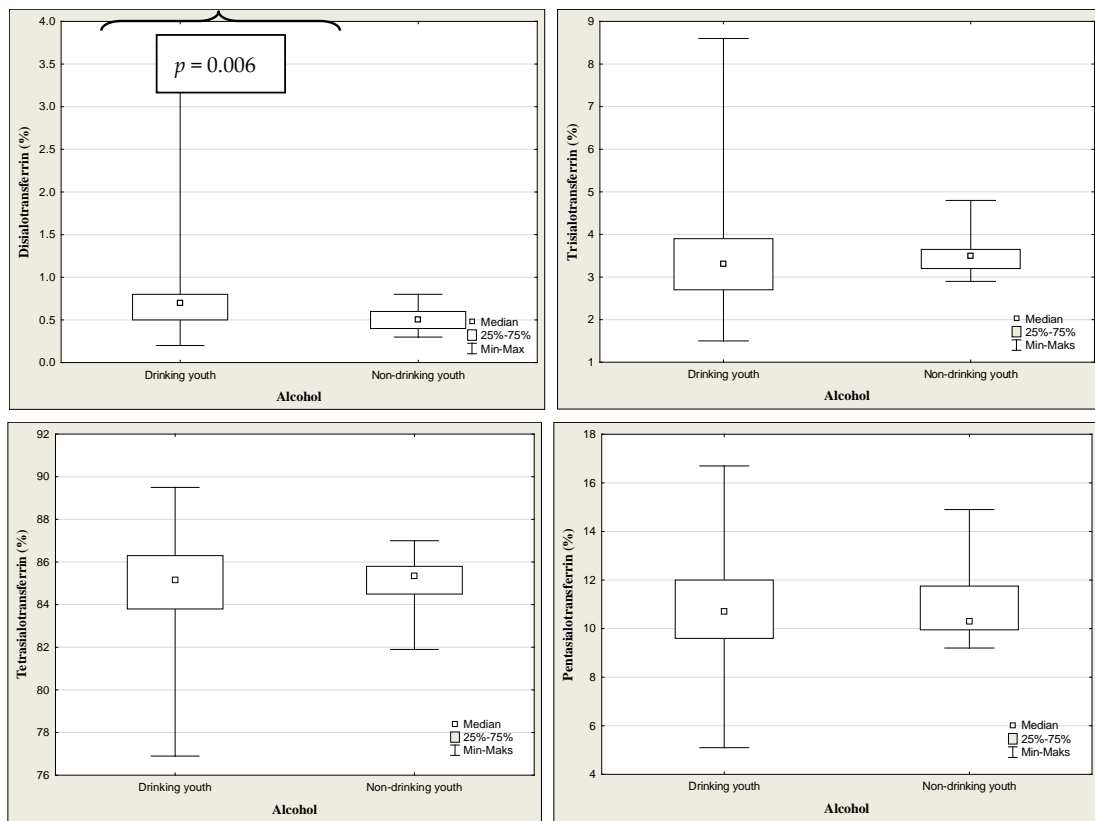 4.0
3.5
3.0
2.5
2.0
1.5
1.0
0.5
0.0
Disialotransferrin (%)
p = 0.006
Median
25%-75%
Min-Max
Drinking youth
Non-drinking youth
Alcohol
9
8
7
6
5
4
3
2
1
Trisialotransferrin (%)
Median
25%-75%
Min-Maks
Drinking youth
Non-drinking youth
Alcohol
92
90
88
86
84
82
80
78
76
Tetrasialotransferrin (%)
Median
25%-75%
Min-Maks
Drinking youth
Non-drinking youth
Alcohol
18
16
14
12
10
8
6
4
Pentasialotransferrin (%)
Median
25%-75%
Min-Maks
Drinking youth
Non-drinking youth
Alcohol